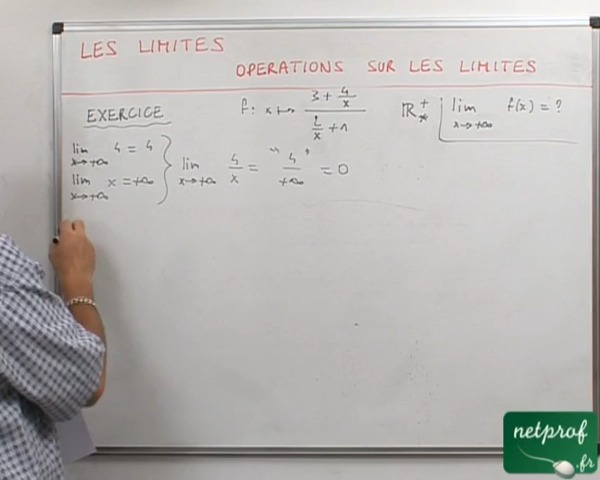 LES LIMITES
OPERATIONS SUR LES LIMITES
EXERCICE
f: x ↦ (3 + 4/x) / (2/x + 1)
ℝ*+
lim x→+∞ f(x) = ?
lim x→+∞ 4 = 4
lim x→+∞ x = +∞
} lim x→+∞ 4/x = "4/+∞" = 0
netprof
.fr